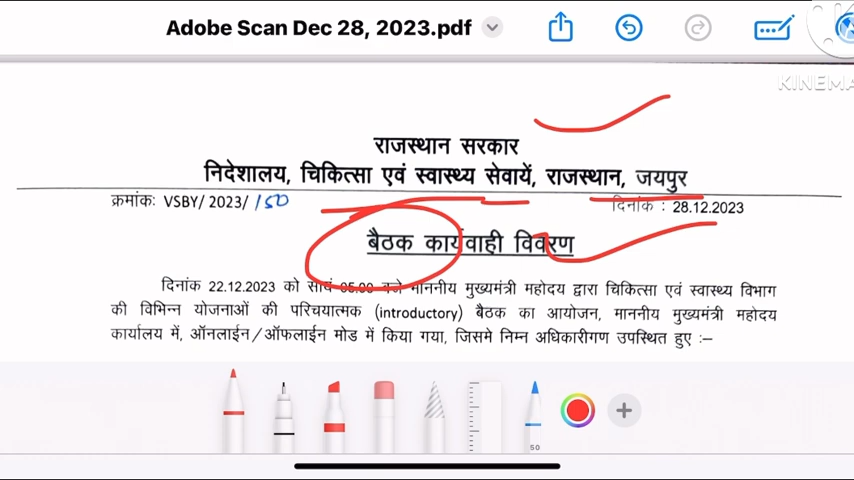 Adobe Scan Dec 28, 2023.pdf
KINEMA
राजस्थान सरकार
निदेशालय, चिकित्सा एवं स्वास्थ्य सेवायें, राजस्थान, जयपुर
क्रमांकः VSBY/ 2023/ 150
दिनांक : 28.12.2023
बैठक कार्यवाही विवरण
दिनांक 22.12.2023 को सायं 05.00 बजे माननीय मुख्यमंत्री महोदय द्वारा चिकित्सा एवं स्वास्थ्य विभाग
की विभिन्न योजनाओं की परिचयात्मक (introductory) बैठक का आयोजन, माननीय मुख्यमंत्री महोदय
कार्यालय में, ऑनलाईन/ऑफलाईन मोड में किया गया, जिसमे निम्न अधिकारीगण उपस्थित हुए :–
50